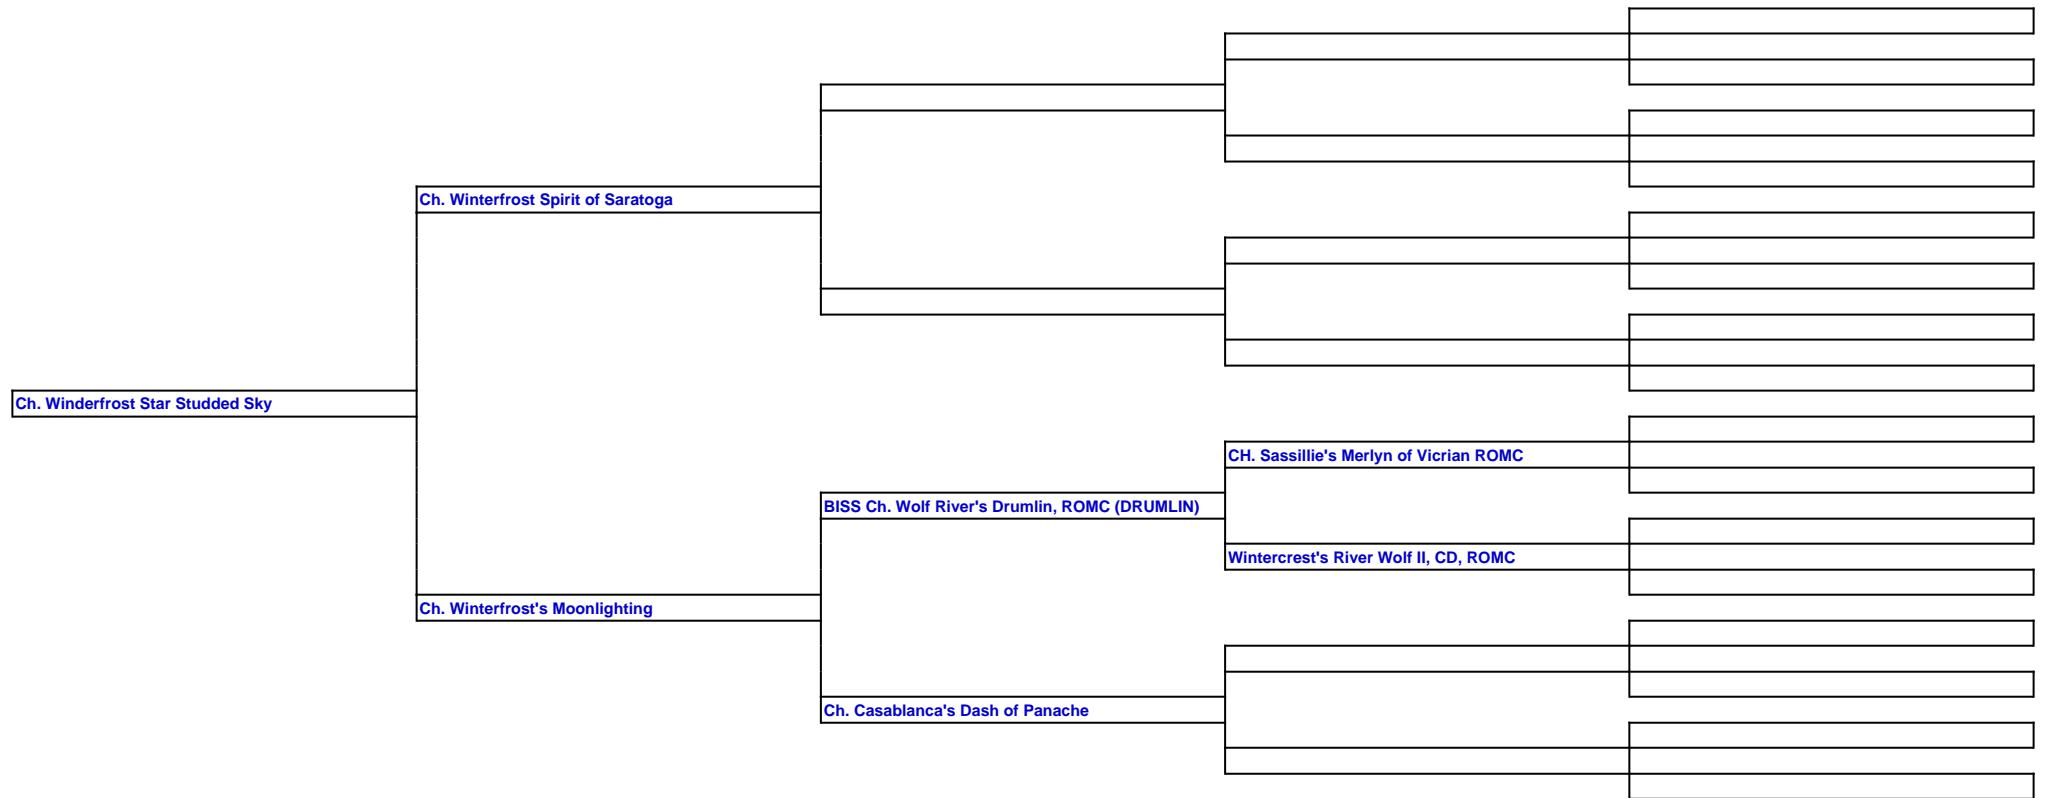 Ch. Winterfrost Spirit of Saratoga
Ch. Winderfrost Star Studded Sky
CH. Sassillie's Merlyn of Vicrian ROMC
BISS Ch. Wolf River's Drumlin, ROMC (DRUMLIN)
Wintercrest's River Wolf II, CD, ROMC
Ch. Winterfrost's Moonlighting
Ch. Casablanca's Dash of Panache